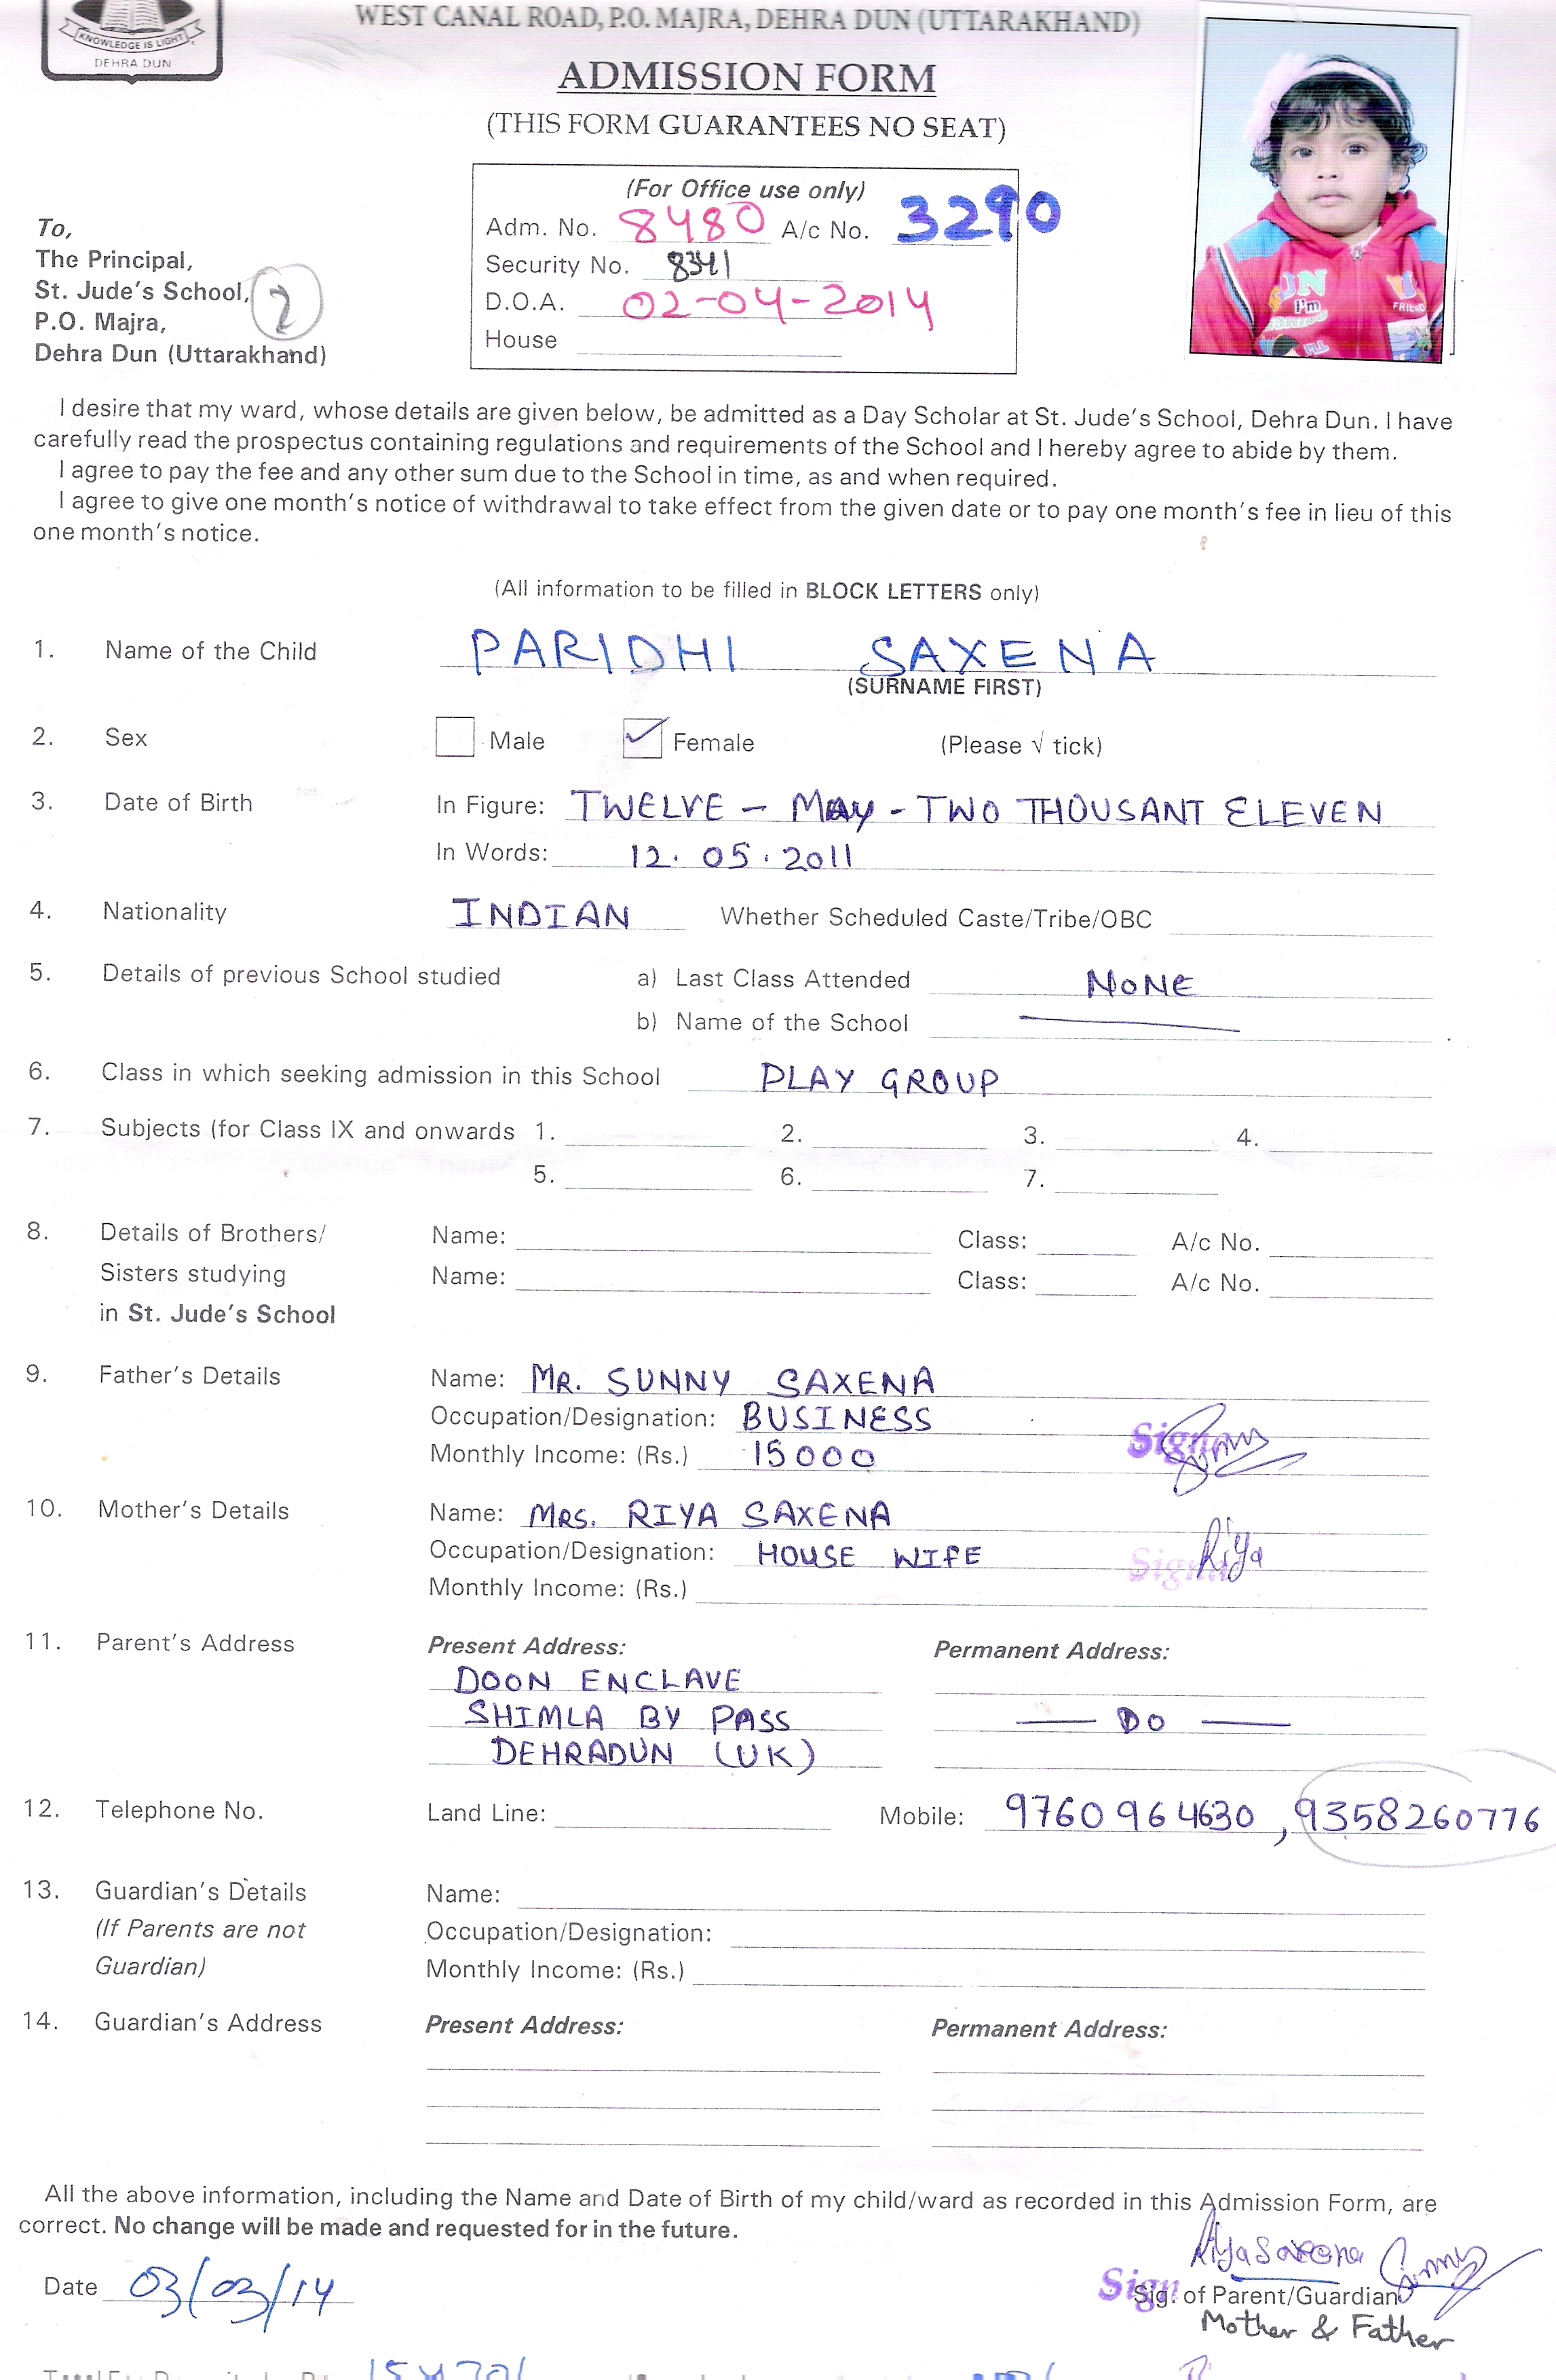 KNOWLEDGE IS LIGHT
DEHRA DUN
WEST CANAL ROAD, P.O. MAJRA, DEHRA DUN (UTTARAKHAND)
ADMISSION FORM
(THIS FORM GUARANTEES NO SEAT)
(For Office use only)
Adm. No. 8480 A/c No. 3290
Security No. 8341
D.O.A. 02-04-2014
House
To,
The Principal,
St. Jude's School, 2
P.O. Majra,
Dehra Dun (Uttarakhand)
I'm
FRIEND
I desire that my ward, whose details are given below, be admitted as a Day Scholar at St. Jude's School, Dehra Dun. I have
carefully read the prospectus containing regulations and requirements of the School and I hereby agree to abide by them.
I agree to pay the fee and any other sum due to the School in time, as and when required.
I agree to give one month's notice of withdrawal to take effect from the given date or to pay one month's fee in lieu of this
one month's notice.
(All information to be filled in BLOCK LETTERS only)
1. Name of the Child PARIDHI SAXENA
(SURNAME FIRST)
2. Sex Male ✓ Female (Please √ tick)
3. Date of Birth In Figure: TWELVE - MAY - TWO THOUSANT ELEVEN
In Words: 12.05.2011
4. Nationality INDIAN Whether Scheduled Caste/Tribe/OBC
5. Details of previous School studied a) Last Class Attended NONE
b) Name of the School
6. Class in which seeking admission in this School PLAY GROUP
7. Subjects (for Class IX and onwards 1. 2. 3. 4.
5. 6. 7.
8. Details of Brothers/ Name: Class: A/c No.
Sisters studying Name: Class: A/c No.
in St. Jude's School
9. Father's Details Name: MR. SUNNY SAXENA
Occupation/Designation: BUSINESS
Monthly Income: (Rs.) 15000
10. Mother's Details Name: MRS. RIYA SAXENA
Occupation/Designation: HOUSE WIFE Riya
Monthly Income: (Rs.)
11. Parent's Address Present Address: Permanent Address:
DOON ENCLAVE
SHIMLA BY PASS — DO —
DEHRADUN (UK)
12. Telephone No. Land Line: Mobile: 9760964630, 9358260776
13. Guardian's Details Name:
(If Parents are not Occupation/Designation:
Guardian) Monthly Income: (Rs.)
14. Guardian's Address Present Address: Permanent Address:
All the above information, including the Name and Date of Birth of my child/ward as recorded in this Admission Form, are
correct. No change will be made and requested for in the future.
Riya Saxena
Date 03/03/14 Sign Sig. of Parent/Guardian
Mother & Father